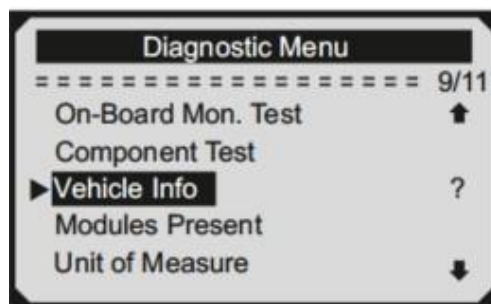 Diagnostic Menu
= = = = = = = = = = = = = = = = = = 9/11
On-Board Mon. Test
Component Test
Vehicle Info ?
Modules Present
Unit of Measure